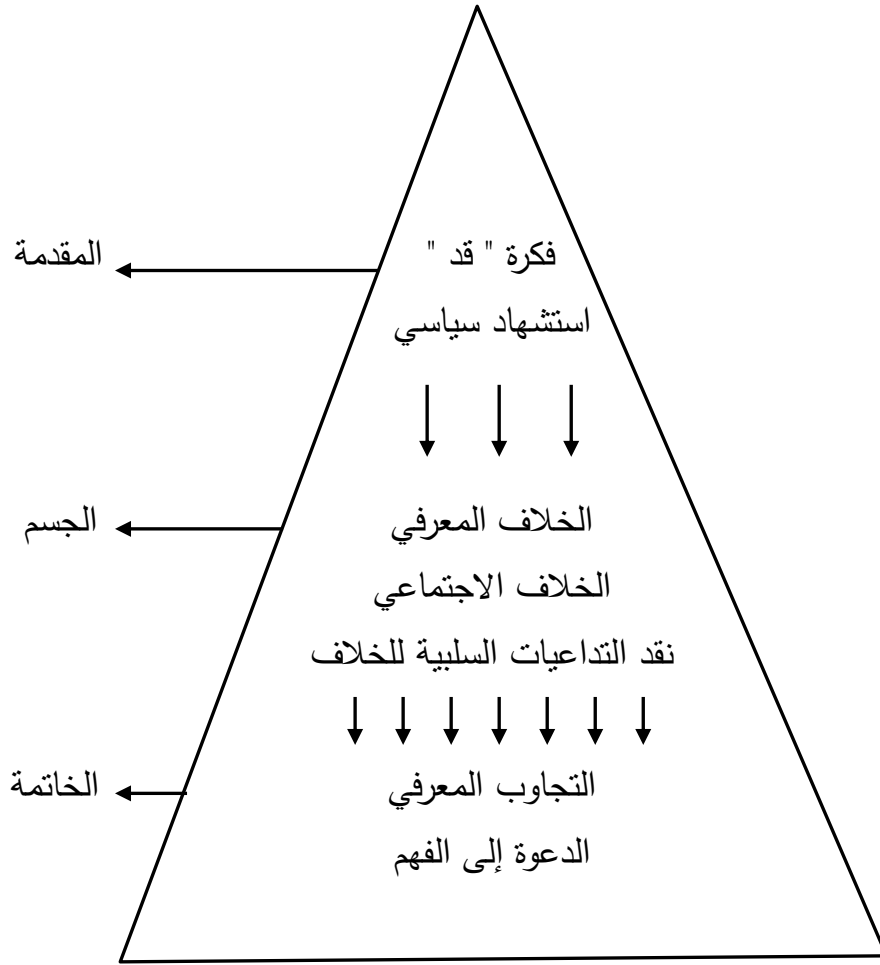 فكرة " قد "
المقدمة
استشهاد سياسي
الخلاف المعرفي
الجسم
الخلاف الاجتماعي
نقد التداعيات السلبية للخلاف
التجاوب المعرفي
الخاتمة
الدعوة إلى الفهم